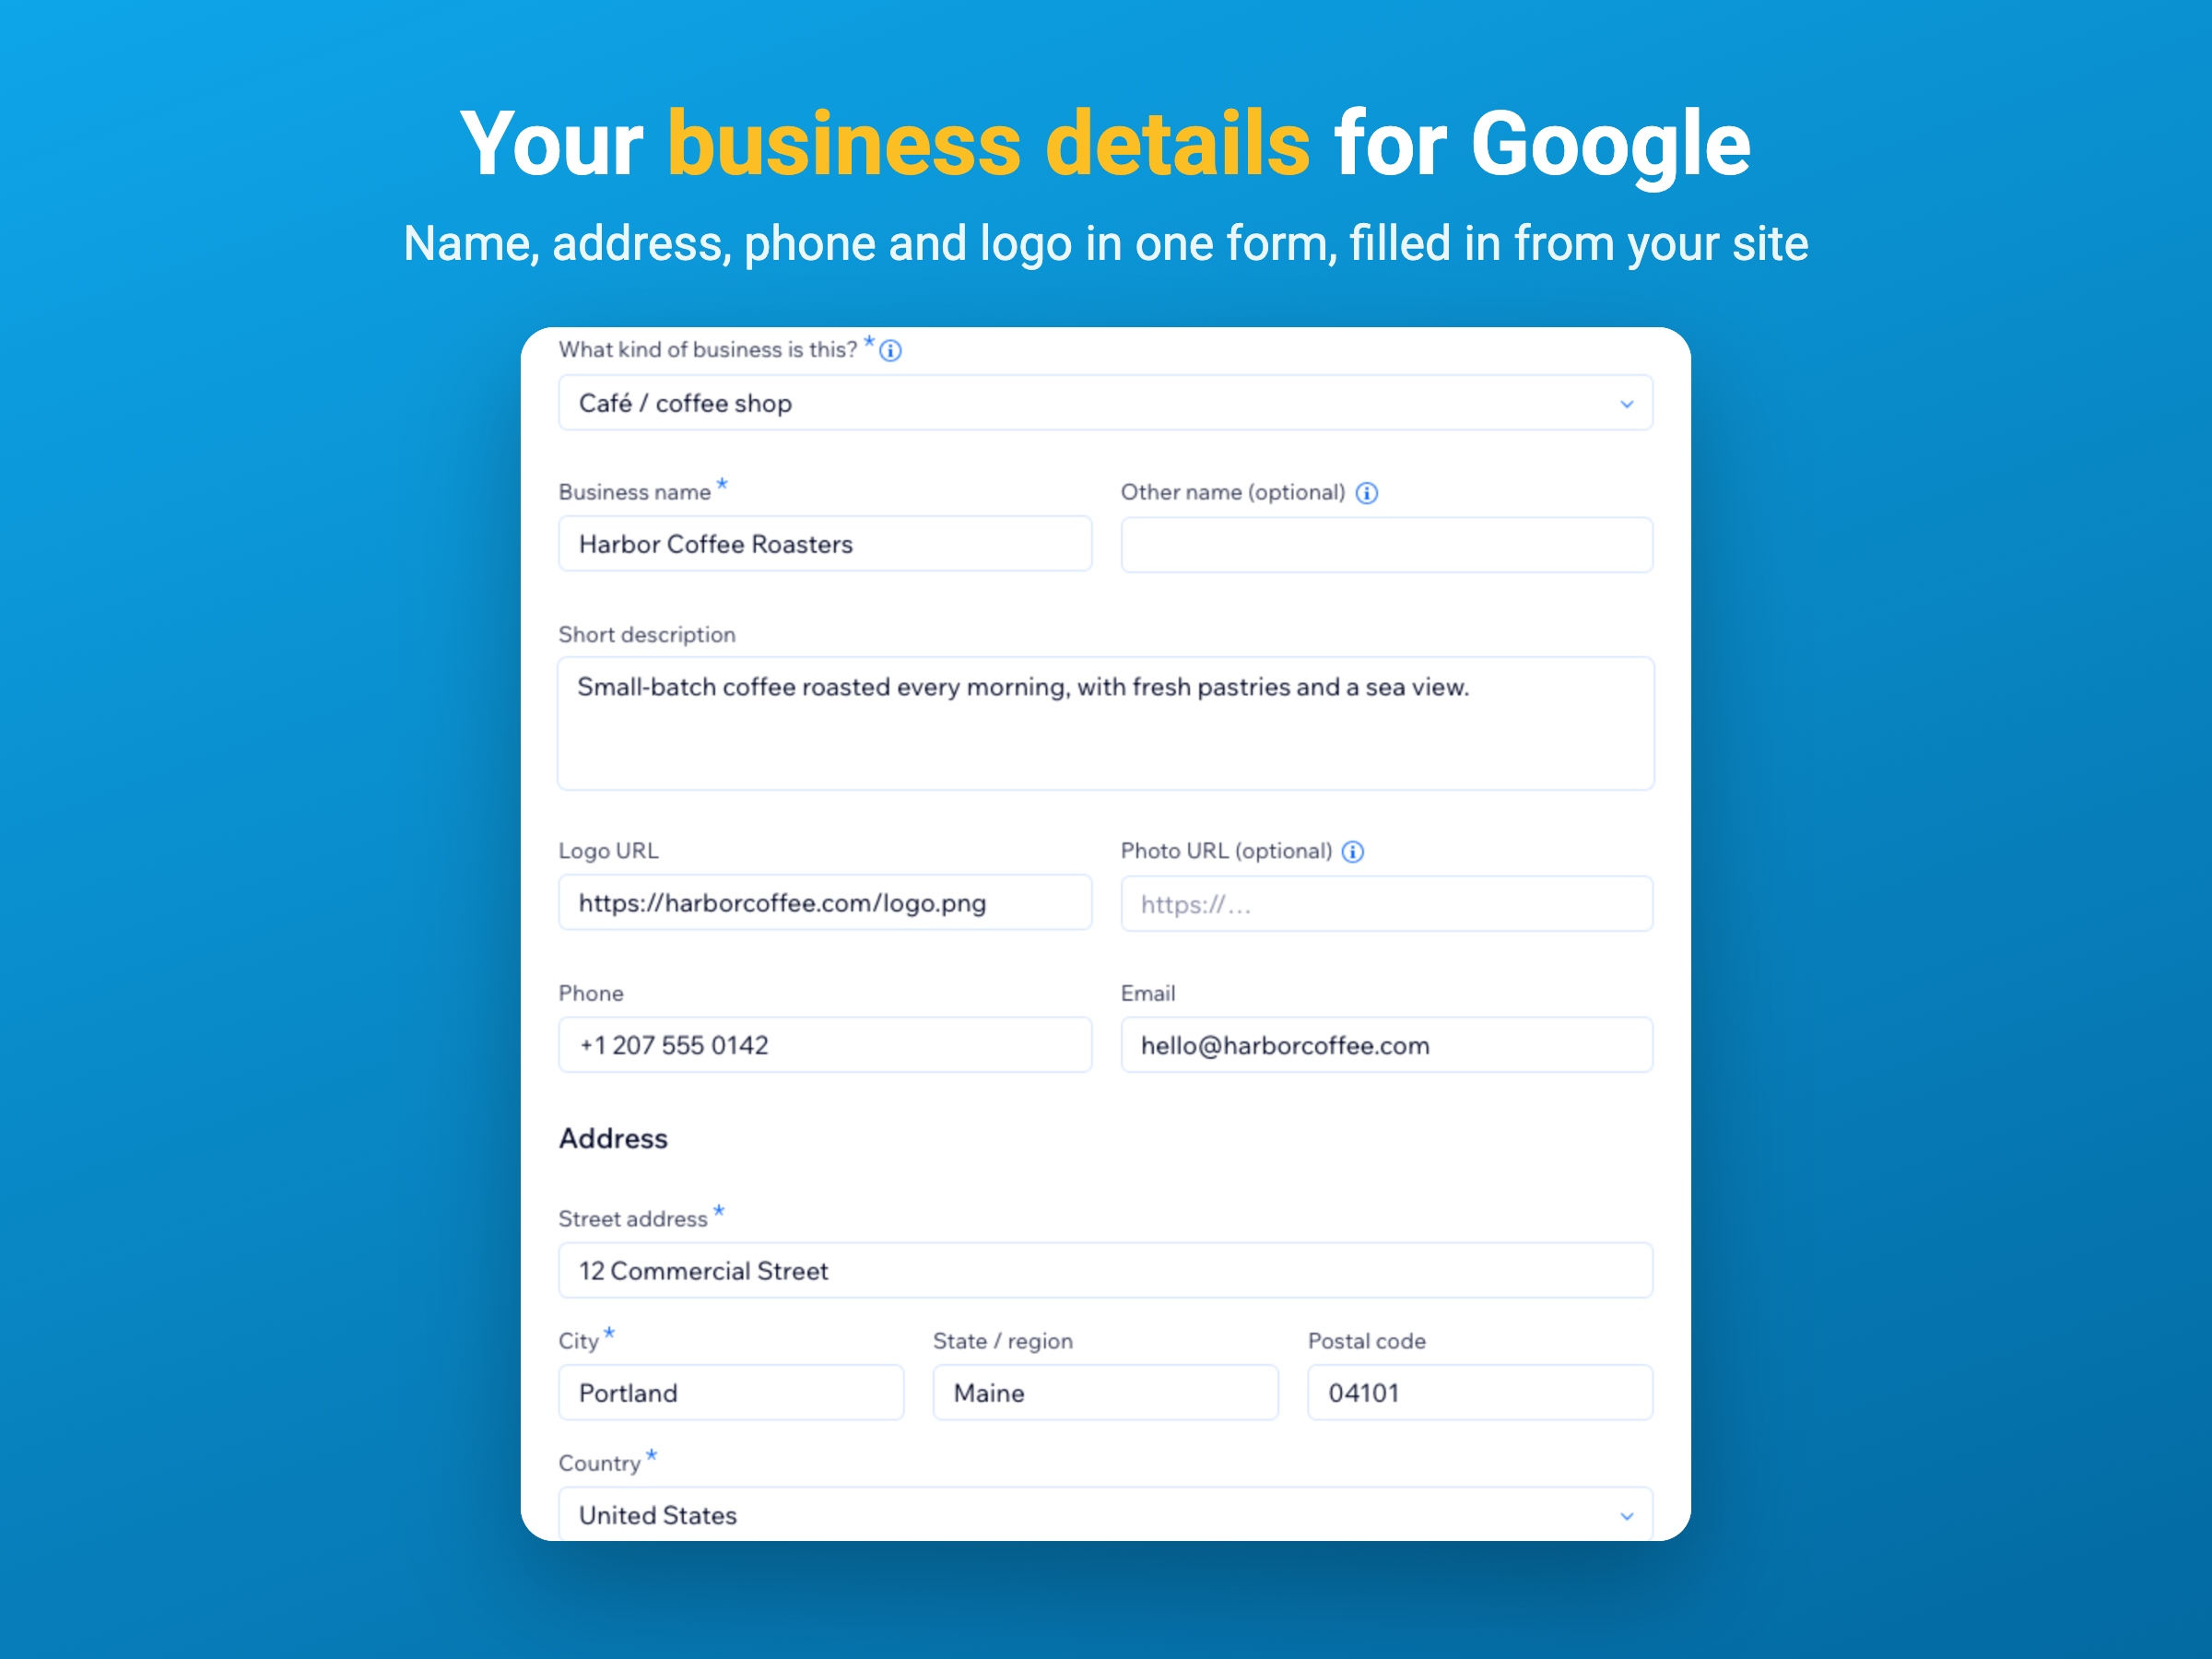 Your business details for Google
Name, address, phone and logo in one form, filled in from your site
What kind of business is this? *
Café / coffee shop
Business name * Other name (optional)
Harbor Coffee Roasters
Short description
Small-batch coffee roasted every morning, with fresh pastries and a sea view.
Logo URL Photo URL (optional)
https://harborcoffee.com/logo.png https://...
Phone Email
+1 207 555 0142 hello@harborcoffee.com
Address
Street address *
12 Commercial Street
City * State / region Postal code
Portland Maine 04101
Country *
United States